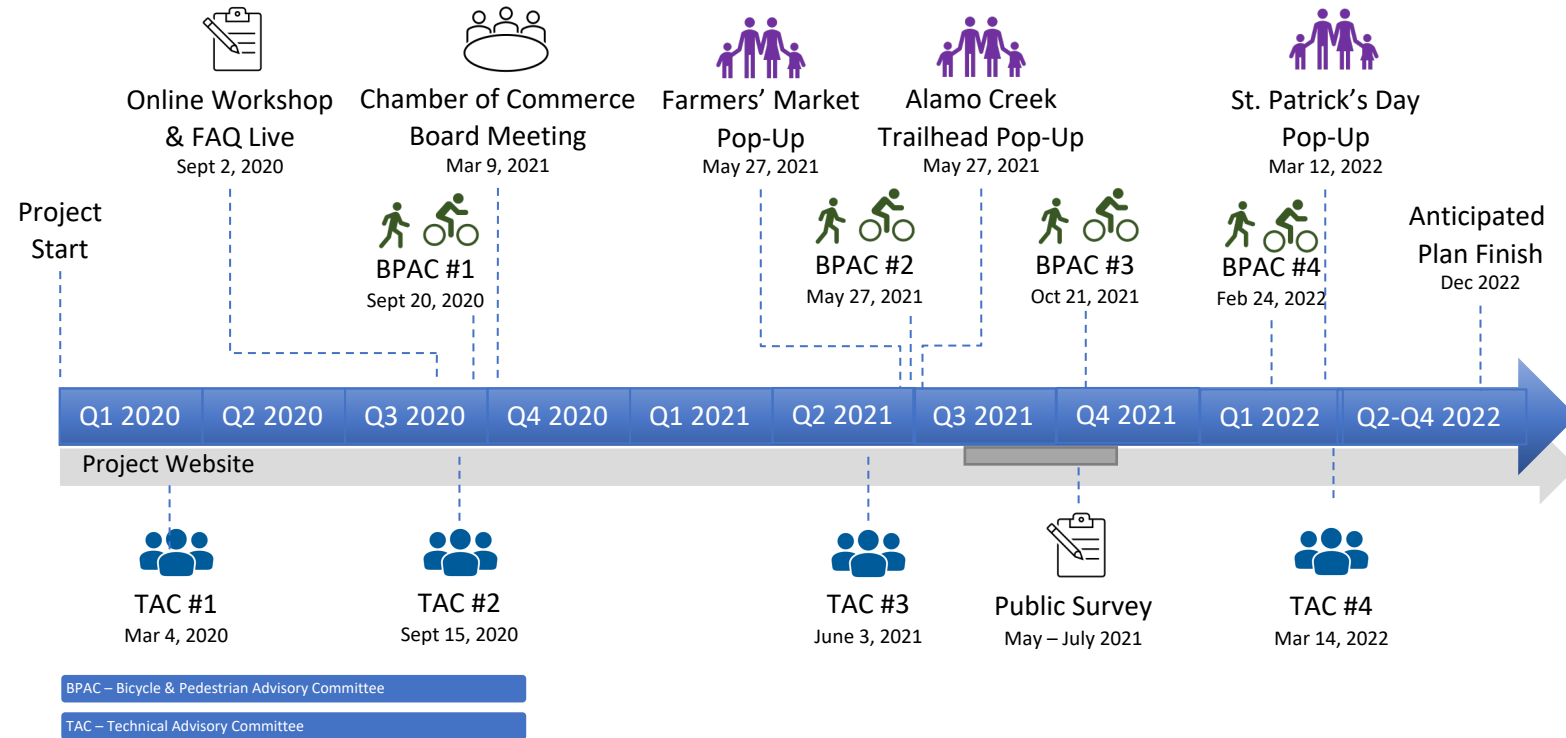 Online Workshop
& FAQ Live
Sept 2, 2020
Chamber of Commerce
Board Meeting
Mar 9, 2021
Farmers’ Market
Pop-Up
May 27, 2021
Alamo Creek
Trailhead Pop-Up
May 27, 2021
St. Patrick’s Day
Pop-Up
Mar 12, 2022
Project
Start
BPAC #1
Sept 20, 2020
BPAC #2
May 27, 2021
BPAC #3
Oct 21, 2021
BPAC #4
Feb 24, 2022
Anticipated
Plan Finish
Dec 2022
Q1 2020
Q2 2020
Q3 2020
Q4 2020
Q1 2021
Q2 2021
Q3 2021
Q4 2021
Q1 2022
Q2-Q4 2022
Project Website
TAC #1
Mar 4, 2020
TAC #2
Sept 15, 2020
TAC #3
June 3, 2021
Public Survey
May – July 2021
TAC #4
Mar 14, 2022
BPAC – Bicycle & Pedestrian Advisory Committee
TAC – Technical Advisory Committee